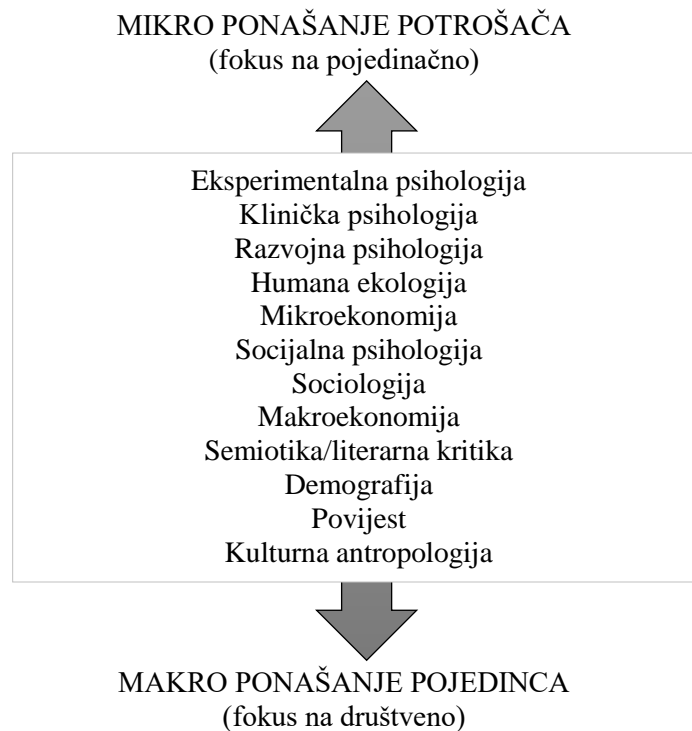 MIKRO PONAŠANJE POTROŠAČA
(fokus na pojedinačno)
Eksperimentalna psihologija
Klinička psihologija
Razvojna psihologija
Humana ekologija
Mikroekonomija
Socijalna psihologija
Sociologija
Makroekonomija
Semiotika/literarna kritika
Demografija
Povijest
Kulturna antropologija
MAKRO PONAŠANJE POJEDINCA
(fokus na društveno)